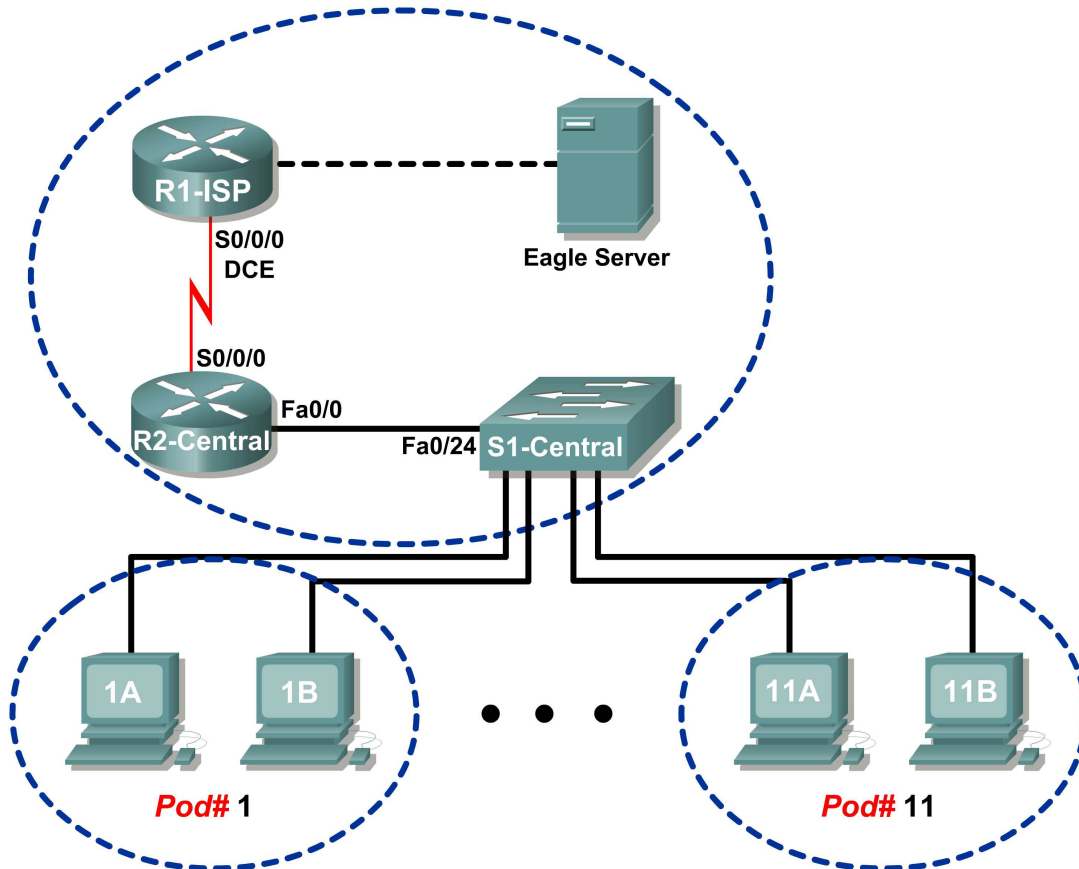 R1-ISP
S0/0/0
DCE
Eagle Server
S0/0/0
R2-Central
Fa0/0
Fa0/24
S1-Central
1A
1B
11A
11B
Pod# 1
Pod# 11